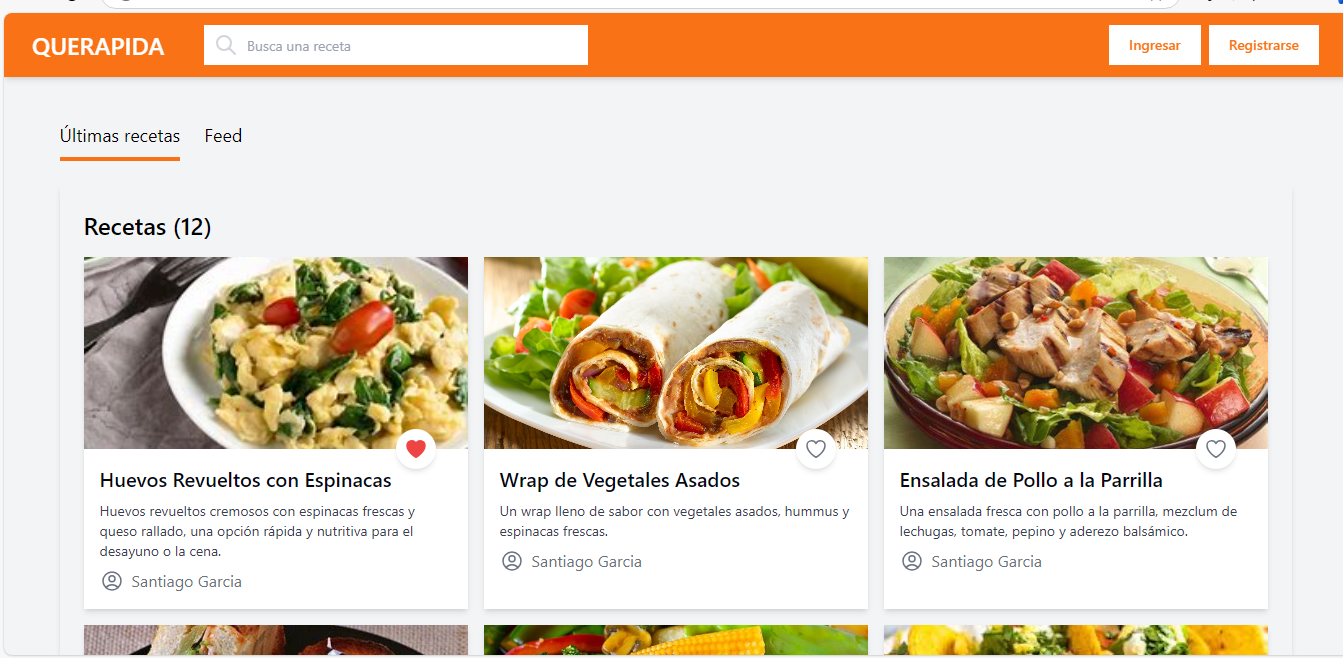 QUERAPIDA
Busca una receta
Ingresar
Registrarse
Últimas recetas
Feed
Recetas (12)
Huevos Revueltos con Espinacas
Huevos revueltos cremosos con espinacas frescas y
queso rallado, una opción rápida y nutritiva para el
desayuno o la cena.
Santiago Garcia
Wrap de Vegetales Asados
Un wrap lleno de sabor con vegetales asados, hummus y
espinacas frescas.
Santiago Garcia
Ensalada de Pollo a la Parrilla
Una ensalada fresca con pollo a la parrilla, mezclum de
lechugas, tomate, pepino y aderezo balsámico.
Santiago Garcia